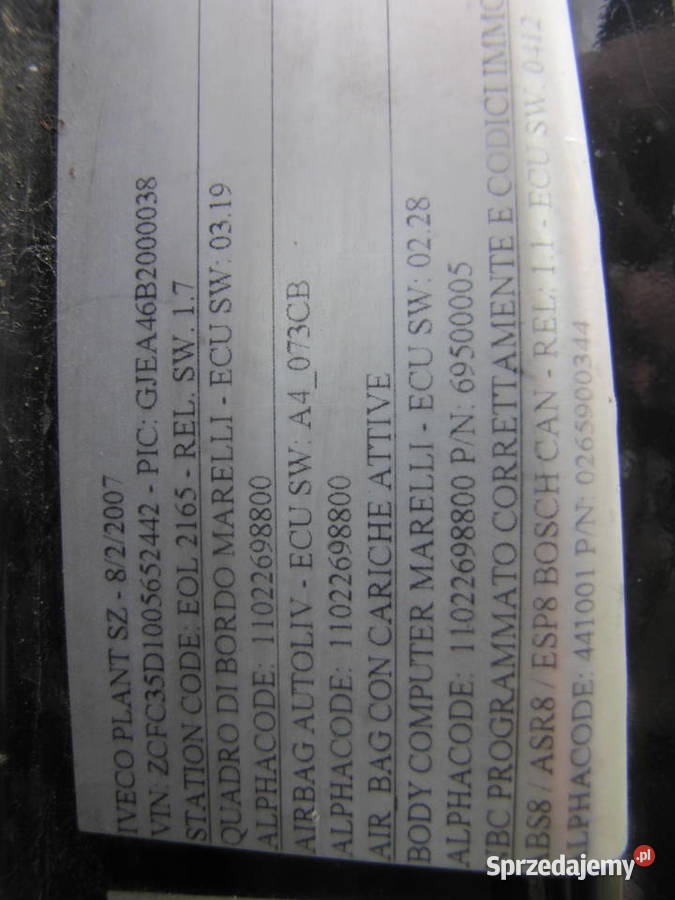 IVECO PLANT SZ - 8/2/2007
VIN: ZCFC35D1005652442 - PIC: GJEA46B2000038
STATION CODE: EOL 2165 - REL. SW. 1.7
QUADRO DI BORDO MARELLI - ECU SW: 03.19
ALPHACODE: 11022698800
AIRBAG AUTOLIV - ECU SW: A4_073CB
ALPHACODE: 11022698800
AIR_BAG CON CARICHE ATTIVE
BODY COMPUTER MARELLI - ECU SW: 02.28
ALPHACODE: 11022698800 P/N: 69500005
IBC PROGRAMMATO CORRETTAMENTE E CODICI IMMO
BS8 / ASR8 / ESP8 BOSCH CAN - REL: 1.1 - ECU SW. 0412
ALPHACODE: 441001 P/N: 0265900344
Sprzedajemy.pl